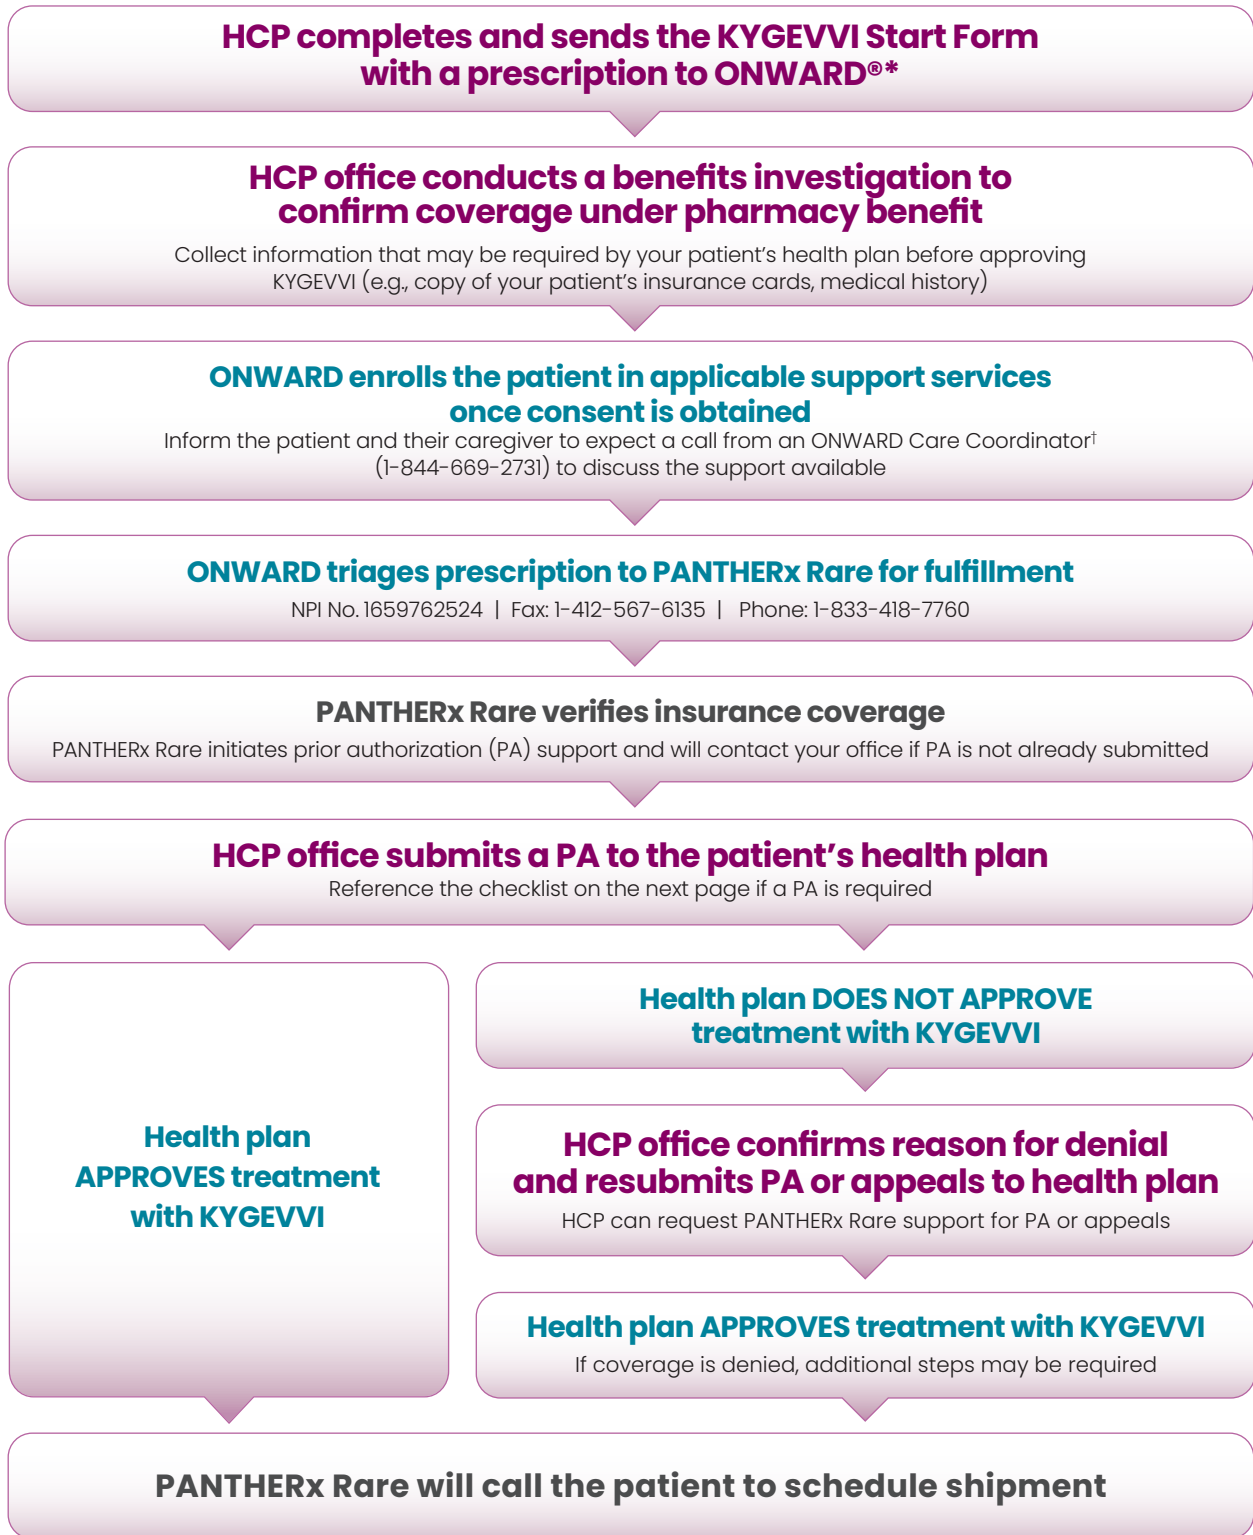 HCP completes and sends the KYGEVVI Start Form
with a prescription to ONWARD®*
HCP office conducts a benefits investigation to
confirm coverage under pharmacy benefit
Collect information that may be required by your patient’s health plan before approving
KYGEVVI (e.g., copy of your patient’s insurance cards, medical history)
ONWARD enrolls the patient in applicable support services
once consent is obtained
Inform the patient and their caregiver to expect a call from an ONWARD Care Coordinator†
(1-844-669-2731) to discuss the support available
ONWARD triages prescription to PANTHERx Rare for fulfillment
NPI No. 1659762524 | Fax: 1-412-567-6135 | Phone: 1-833-418-7760
PANTHERx Rare verifies insurance coverage
PANTHERx Rare initiates prior authorization (PA) support and will contact your office if PA is not already submitted
HCP office submits a PA to the patient’s health plan
Reference the checklist on the next page if a PA is required
Health plan
APPROVES treatment
with KYGEVVI
Health plan DOES NOT APPROVE
treatment with KYGEVVI
HCP office confirms reason for denial
and resubmits PA or appeals to health plan
HCP can request PANTHERx Rare support for PA or appeals
Health plan APPROVES treatment with KYGEVVI
If coverage is denied, additional steps may be required
PANTHERx Rare will call the patient to schedule shipment